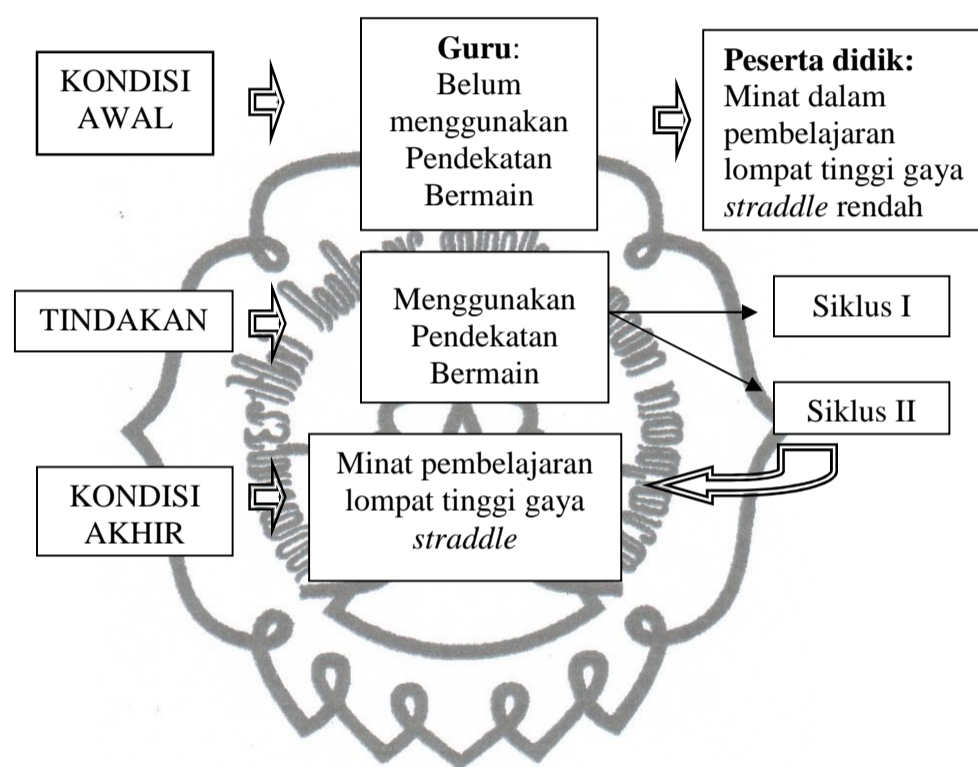 KONDISI
AWAL
Guru:
Belum
menggunakan
Pendekatan
Bermain
Peserta didik:
Minat dalam
pembelajaran
lompat tinggi gaya
straddle rendah
TINDAKAN
Menggunakan
Pendekatan
Bermain
Siklus I
Siklus II
KONDISI
AKHIR
Minat pembelajaran
lompat tinggi gaya
straddle